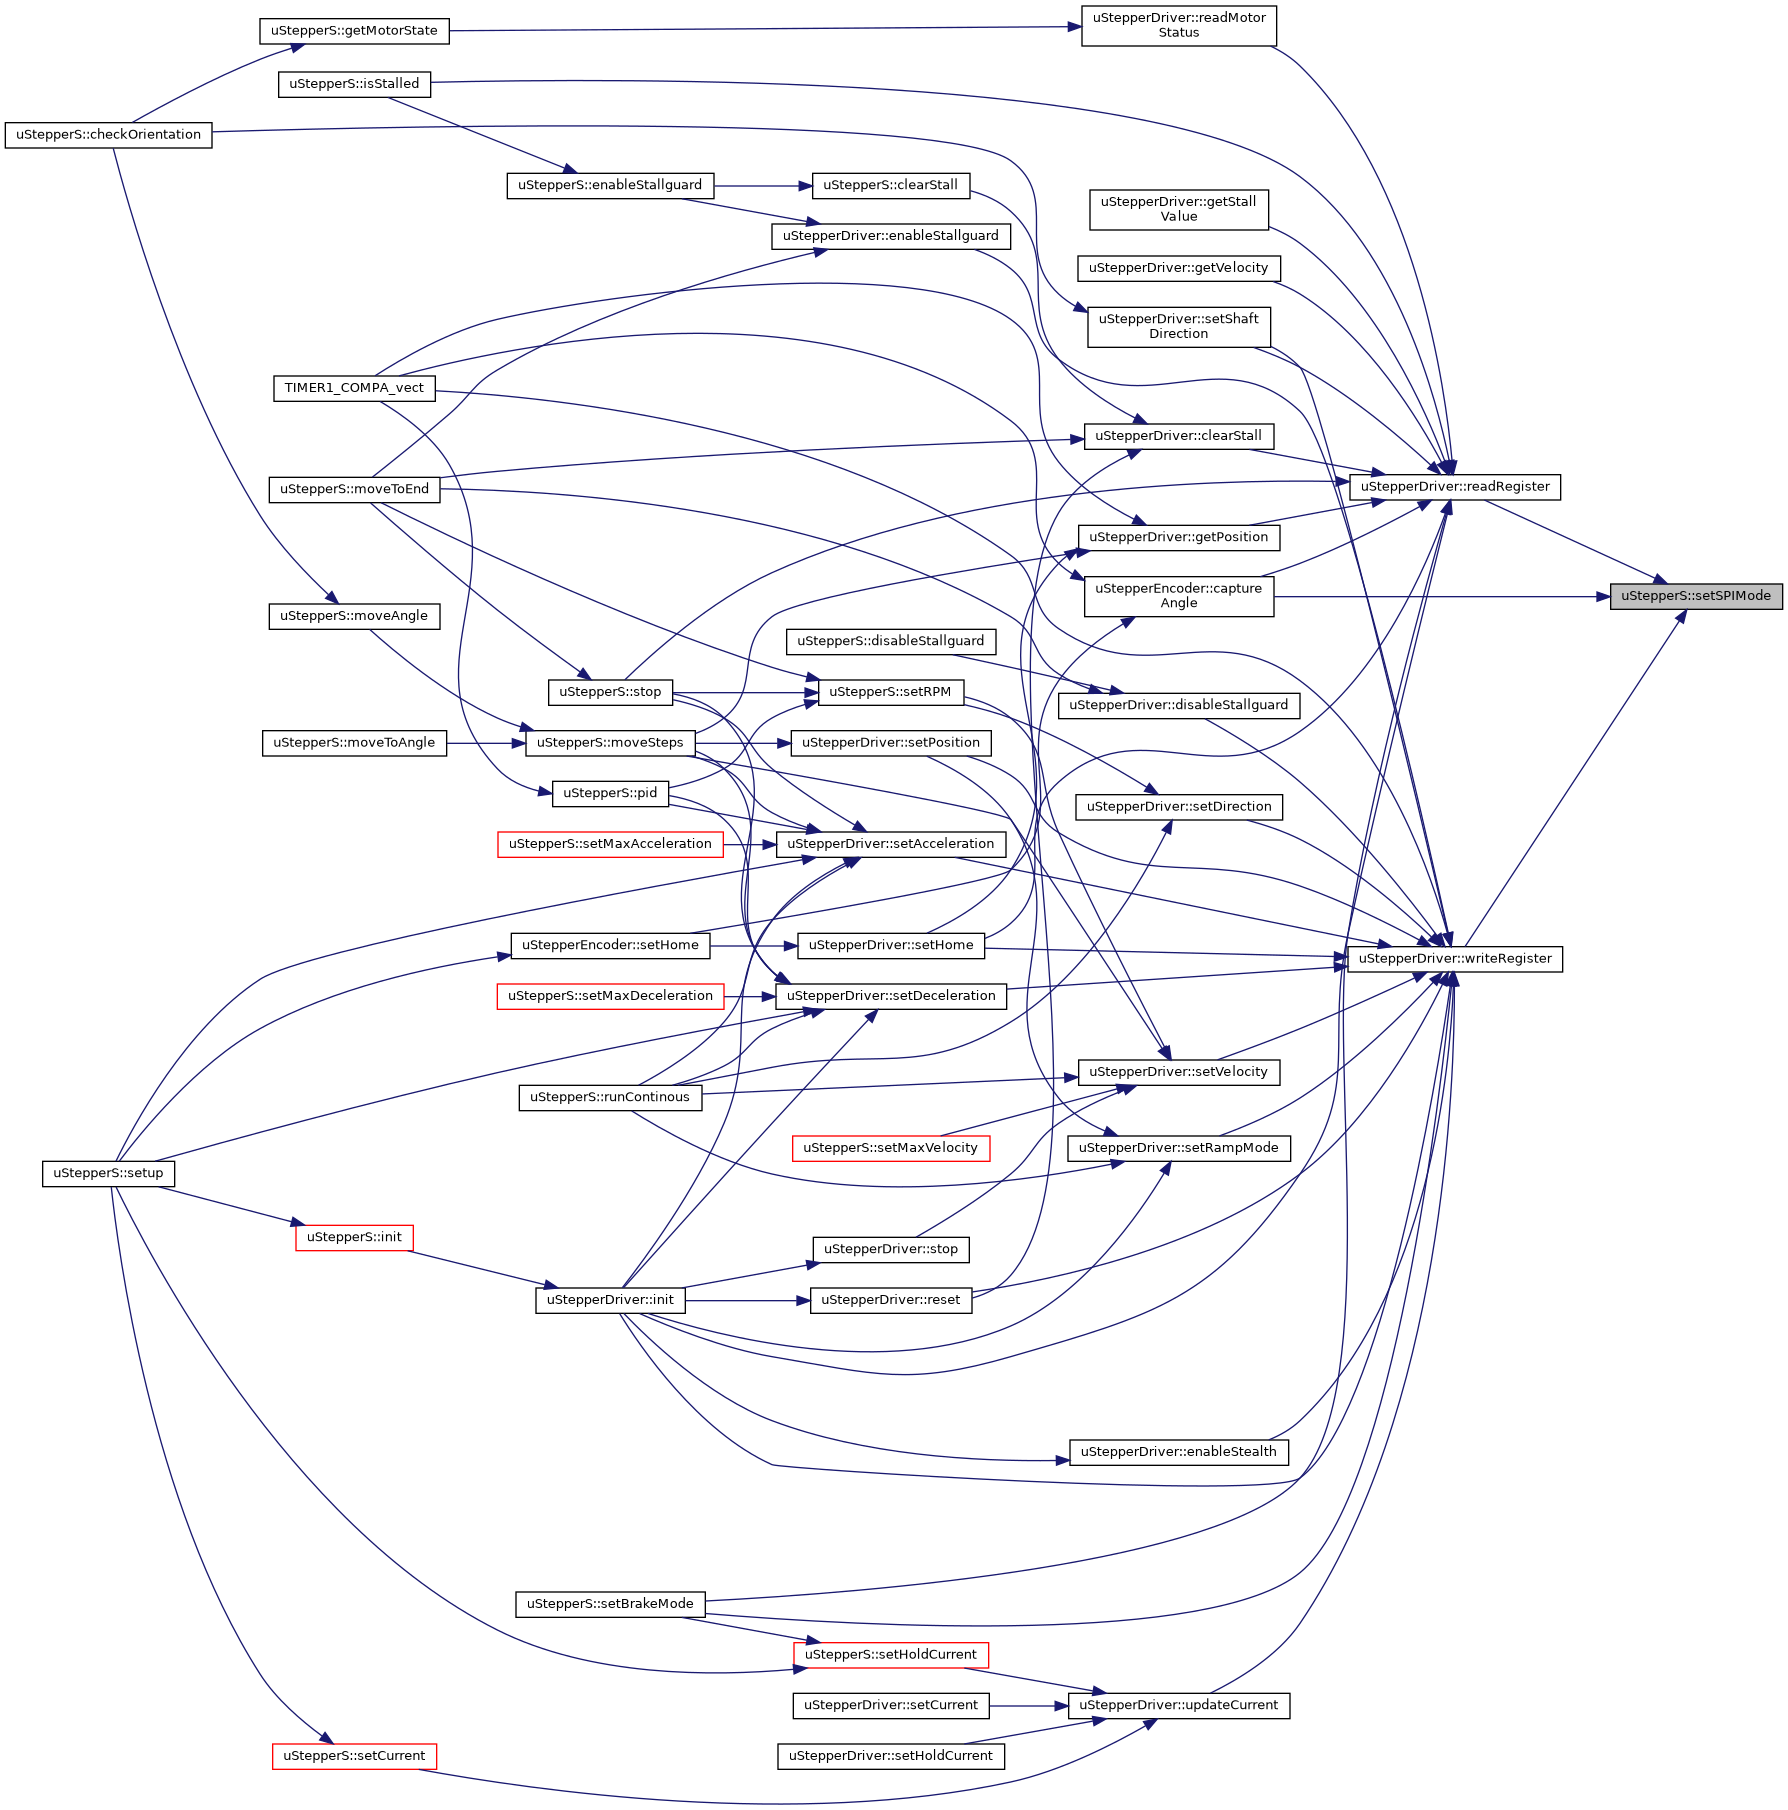 uStepperS::getMotorState
uStepperDriver::readMotor
Status
uStepperS::isStalled
uStepperS::checkOrientation
uStepperS::enableStallguard
uStepperS::clearStall
uStepperDriver::getStall
Value
uStepperDriver::enableStallguard
uStepperDriver::getVelocity
uStepperDriver::setShaft
Direction
TIMER1_COMPA_vect
uStepperDriver::clearStall
uStepperS::moveToEnd
uStepperDriver::readRegister
uStepperDriver::getPosition
uStepperEncoder::capture
Angle
uStepperS::setSPIMode
uStepperS::moveAngle
uStepperS::disableStallguard
uStepperS::stop
uStepperS::setRPM
uStepperDriver::disableStallguard
uStepperS::moveToAngle
uStepperS::moveSteps
uStepperDriver::setPosition
uStepperS::pid
uStepperDriver::setDirection
uStepperS::setMaxAcceleration
uStepperDriver::setAcceleration
uStepperEncoder::setHome
uStepperDriver::setHome
uStepperDriver::writeRegister
uStepperS::setMaxDeceleration
uStepperDriver::setDeceleration
uStepperDriver::setVelocity
uStepperS::runContinous
uStepperS::setMaxVelocity
uStepperDriver::setRampMode
uStepperS::setup
uStepperS::init
uStepperDriver::stop
uStepperDriver::init
uStepperDriver::reset
uStepperDriver::enableStealth
uStepperS::setBrakeMode
uStepperS::setHoldCurrent
uStepperDriver::setCurrent
uStepperDriver::updateCurrent
uStepperS::setCurrent
uStepperDriver::setHoldCurrent